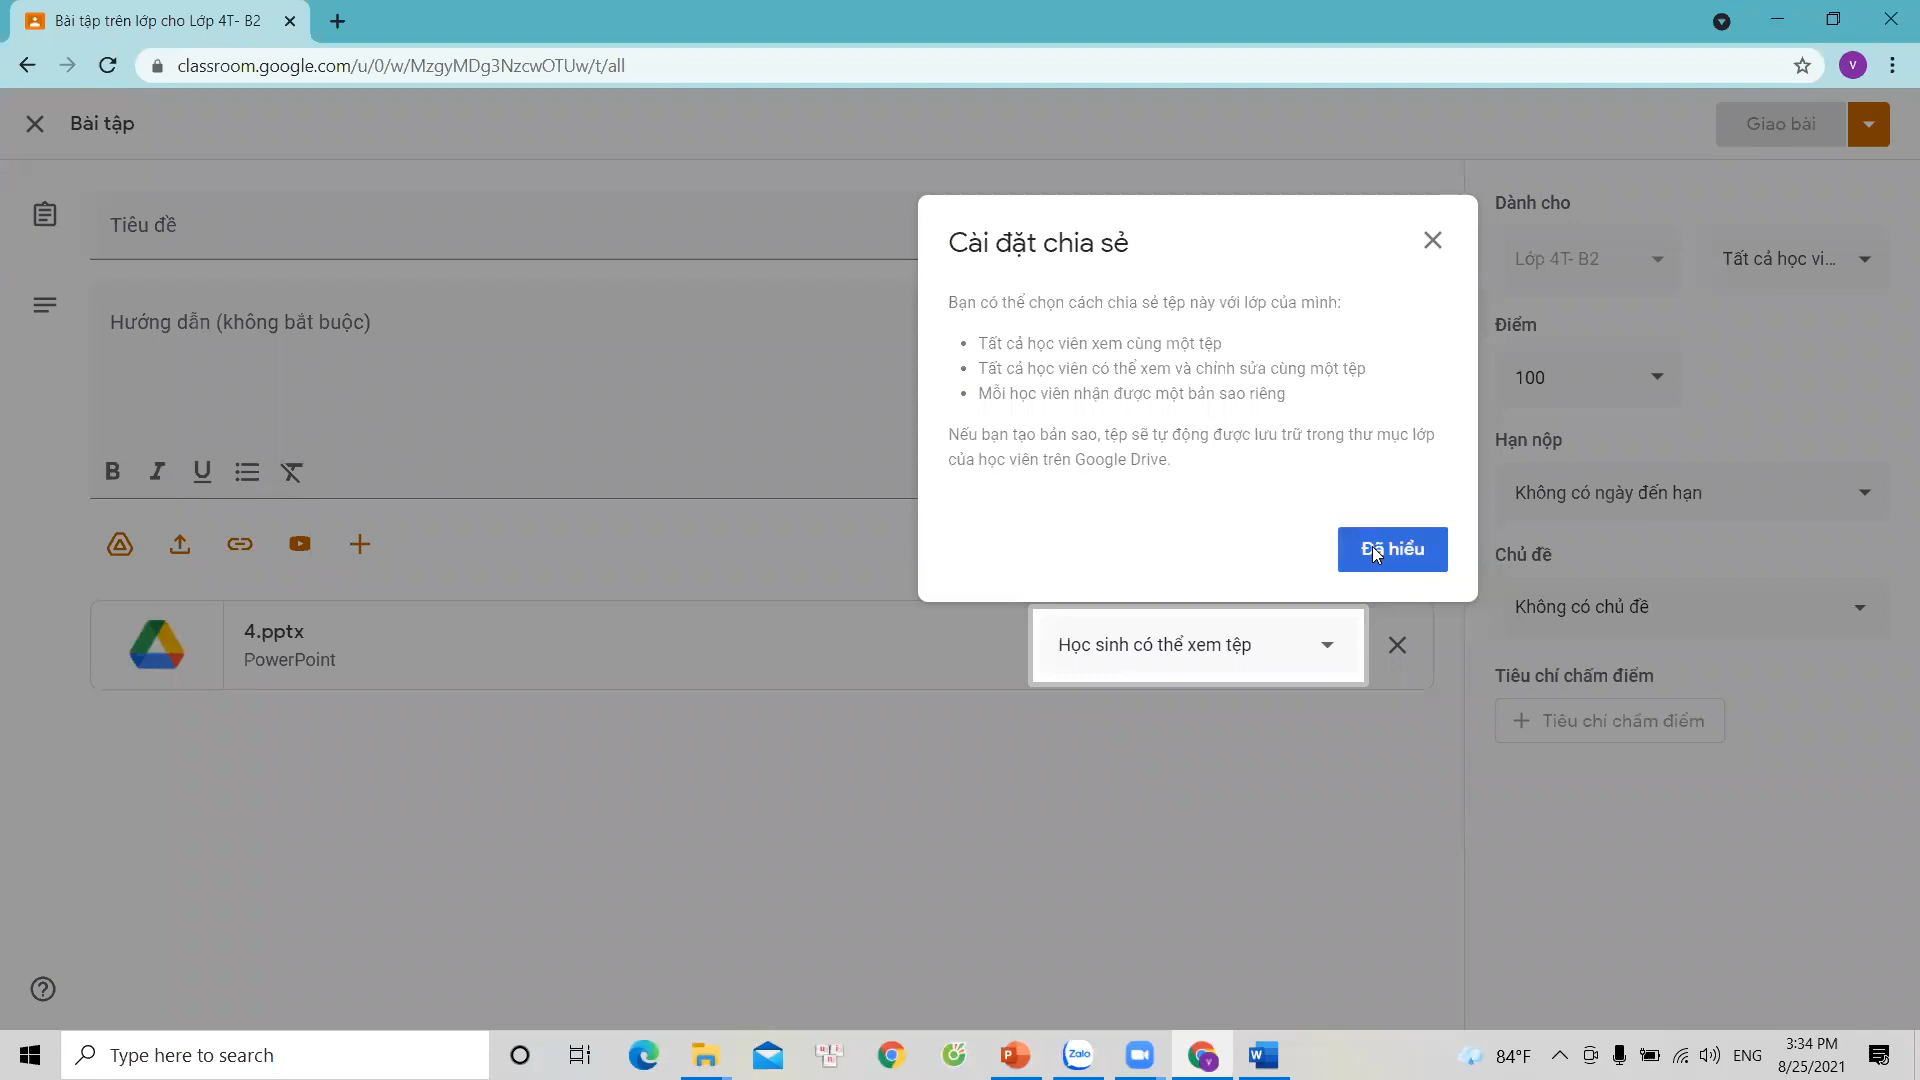 Bài tập trên lớp cho Lớp 4T- B2
classroom.google.com/u/0/w/MzgyMDg3NzcwOTUw/t/all
V
Bài tập
Giao bài
Tiêu đề
Hướng dẫn (không bắt buộc)
B I U
4.pptx
PowerPoint
Cài đặt chia sẻ
Bạn có thể chọn cách chia sẻ tệp này với lớp của mình:
• Tất cả học viên xem cùng một tệp
• Tất cả học viên có thể xem và chỉnh sửa cùng một tệp
• Mỗi học viên nhận được một bản sao riêng
Nếu bạn tạo bản sao, tệp sẽ tự động được lưu trữ trong thư mục lớp
của học viên trên Google Drive.
Đã hiểu
Học sinh có thể xem tệp
Dành cho
Lớp 4T- B2
Tất cả học vi...
Điểm
100
Hạn nộp
Không có ngày đến hạn
Chủ đề
Không có chủ đề
Tiêu chí chấm điểm
Tiêu chí chấm điểm
Type here to search
Zalo
84°F
ENG
3:34 PM
8/25/2021